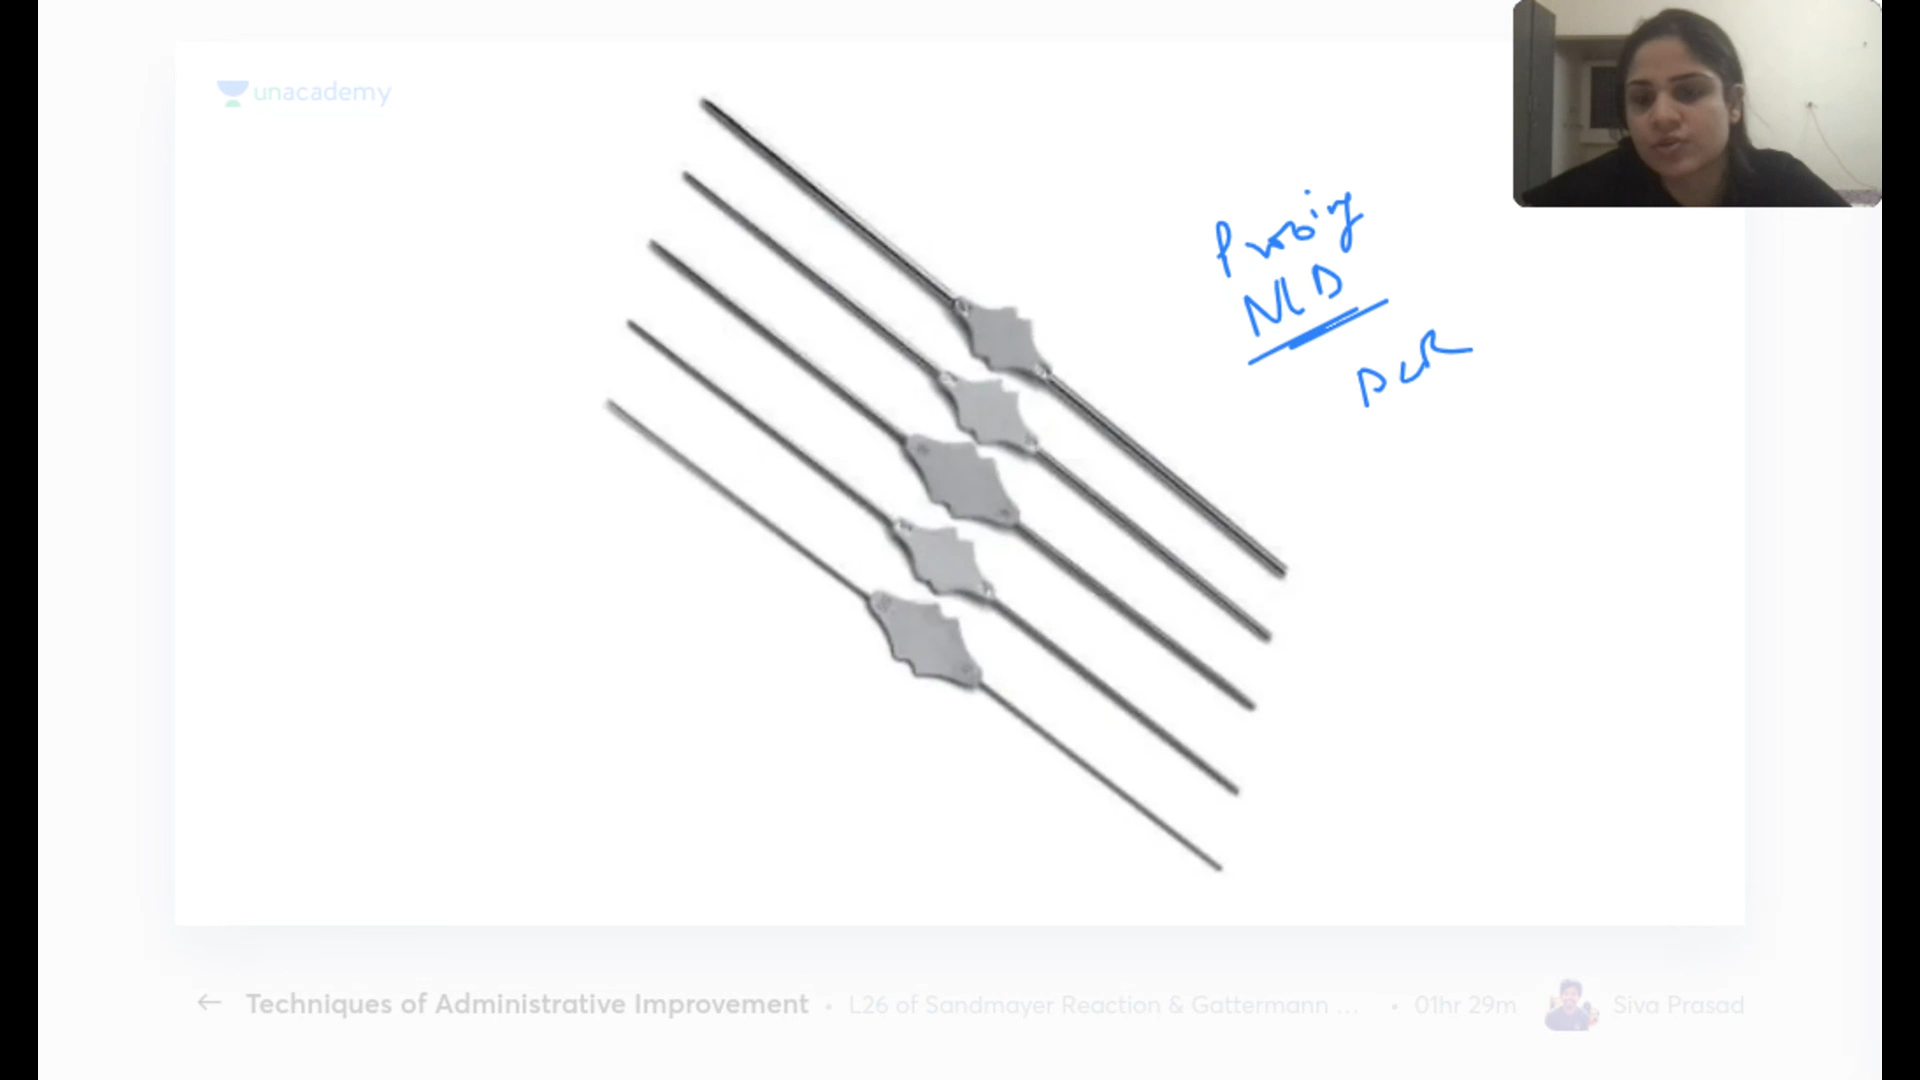 unacademy
Probing
NLD
DCR
Techniques of Administrative Improvement • L26 of Sandmayer Reaction & Gattermann ... • 01hr 29m Siva Prasad